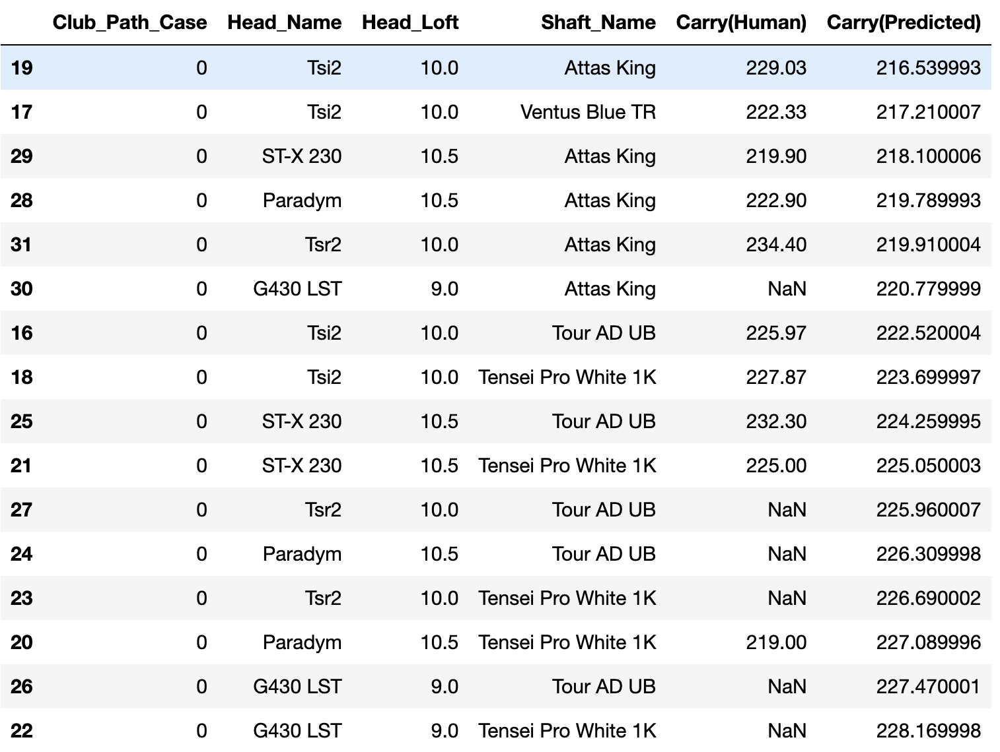 Club_Path_Case Head_Name Head_Loft Shaft_Name Carry(Human) Carry(Predicted)
19 0 Tsi2 10.0 Attas King 229.03 216.539993
17 0 Tsi2 10.0 Ventus Blue TR 222.33 217.210007
29 0 ST-X 230 10.5 Attas King 219.90 218.100006
28 0 Paradym 10.5 Attas King 222.90 219.789993
31 0 Tsr2 10.0 Attas King 234.40 219.910004
30 0 G430 LST 9.0 Attas King NaN 220.779999
16 0 Tsi2 10.0 Tour AD UB 225.97 222.520004
18 0 Tsi2 10.0 Tensei Pro White 1K 227.87 223.699997
25 0 ST-X 230 10.5 Tour AD UB 232.30 224.259995
21 0 ST-X 230 10.5 Tensei Pro White 1K 225.00 225.050003
27 0 Tsr2 10.0 Tour AD UB NaN 225.960007
24 0 Paradym 10.5 Tour AD UB NaN 226.309998
23 0 Tsr2 10.0 Tensei Pro White 1K NaN 226.690002
20 0 Paradym 10.5 Tensei Pro White 1K 219.00 227.089996
26 0 G430 LST 9.0 Tour AD UB NaN 227.470001
22 0 G430 LST 9.0 Tensei Pro White 1K NaN 228.169998